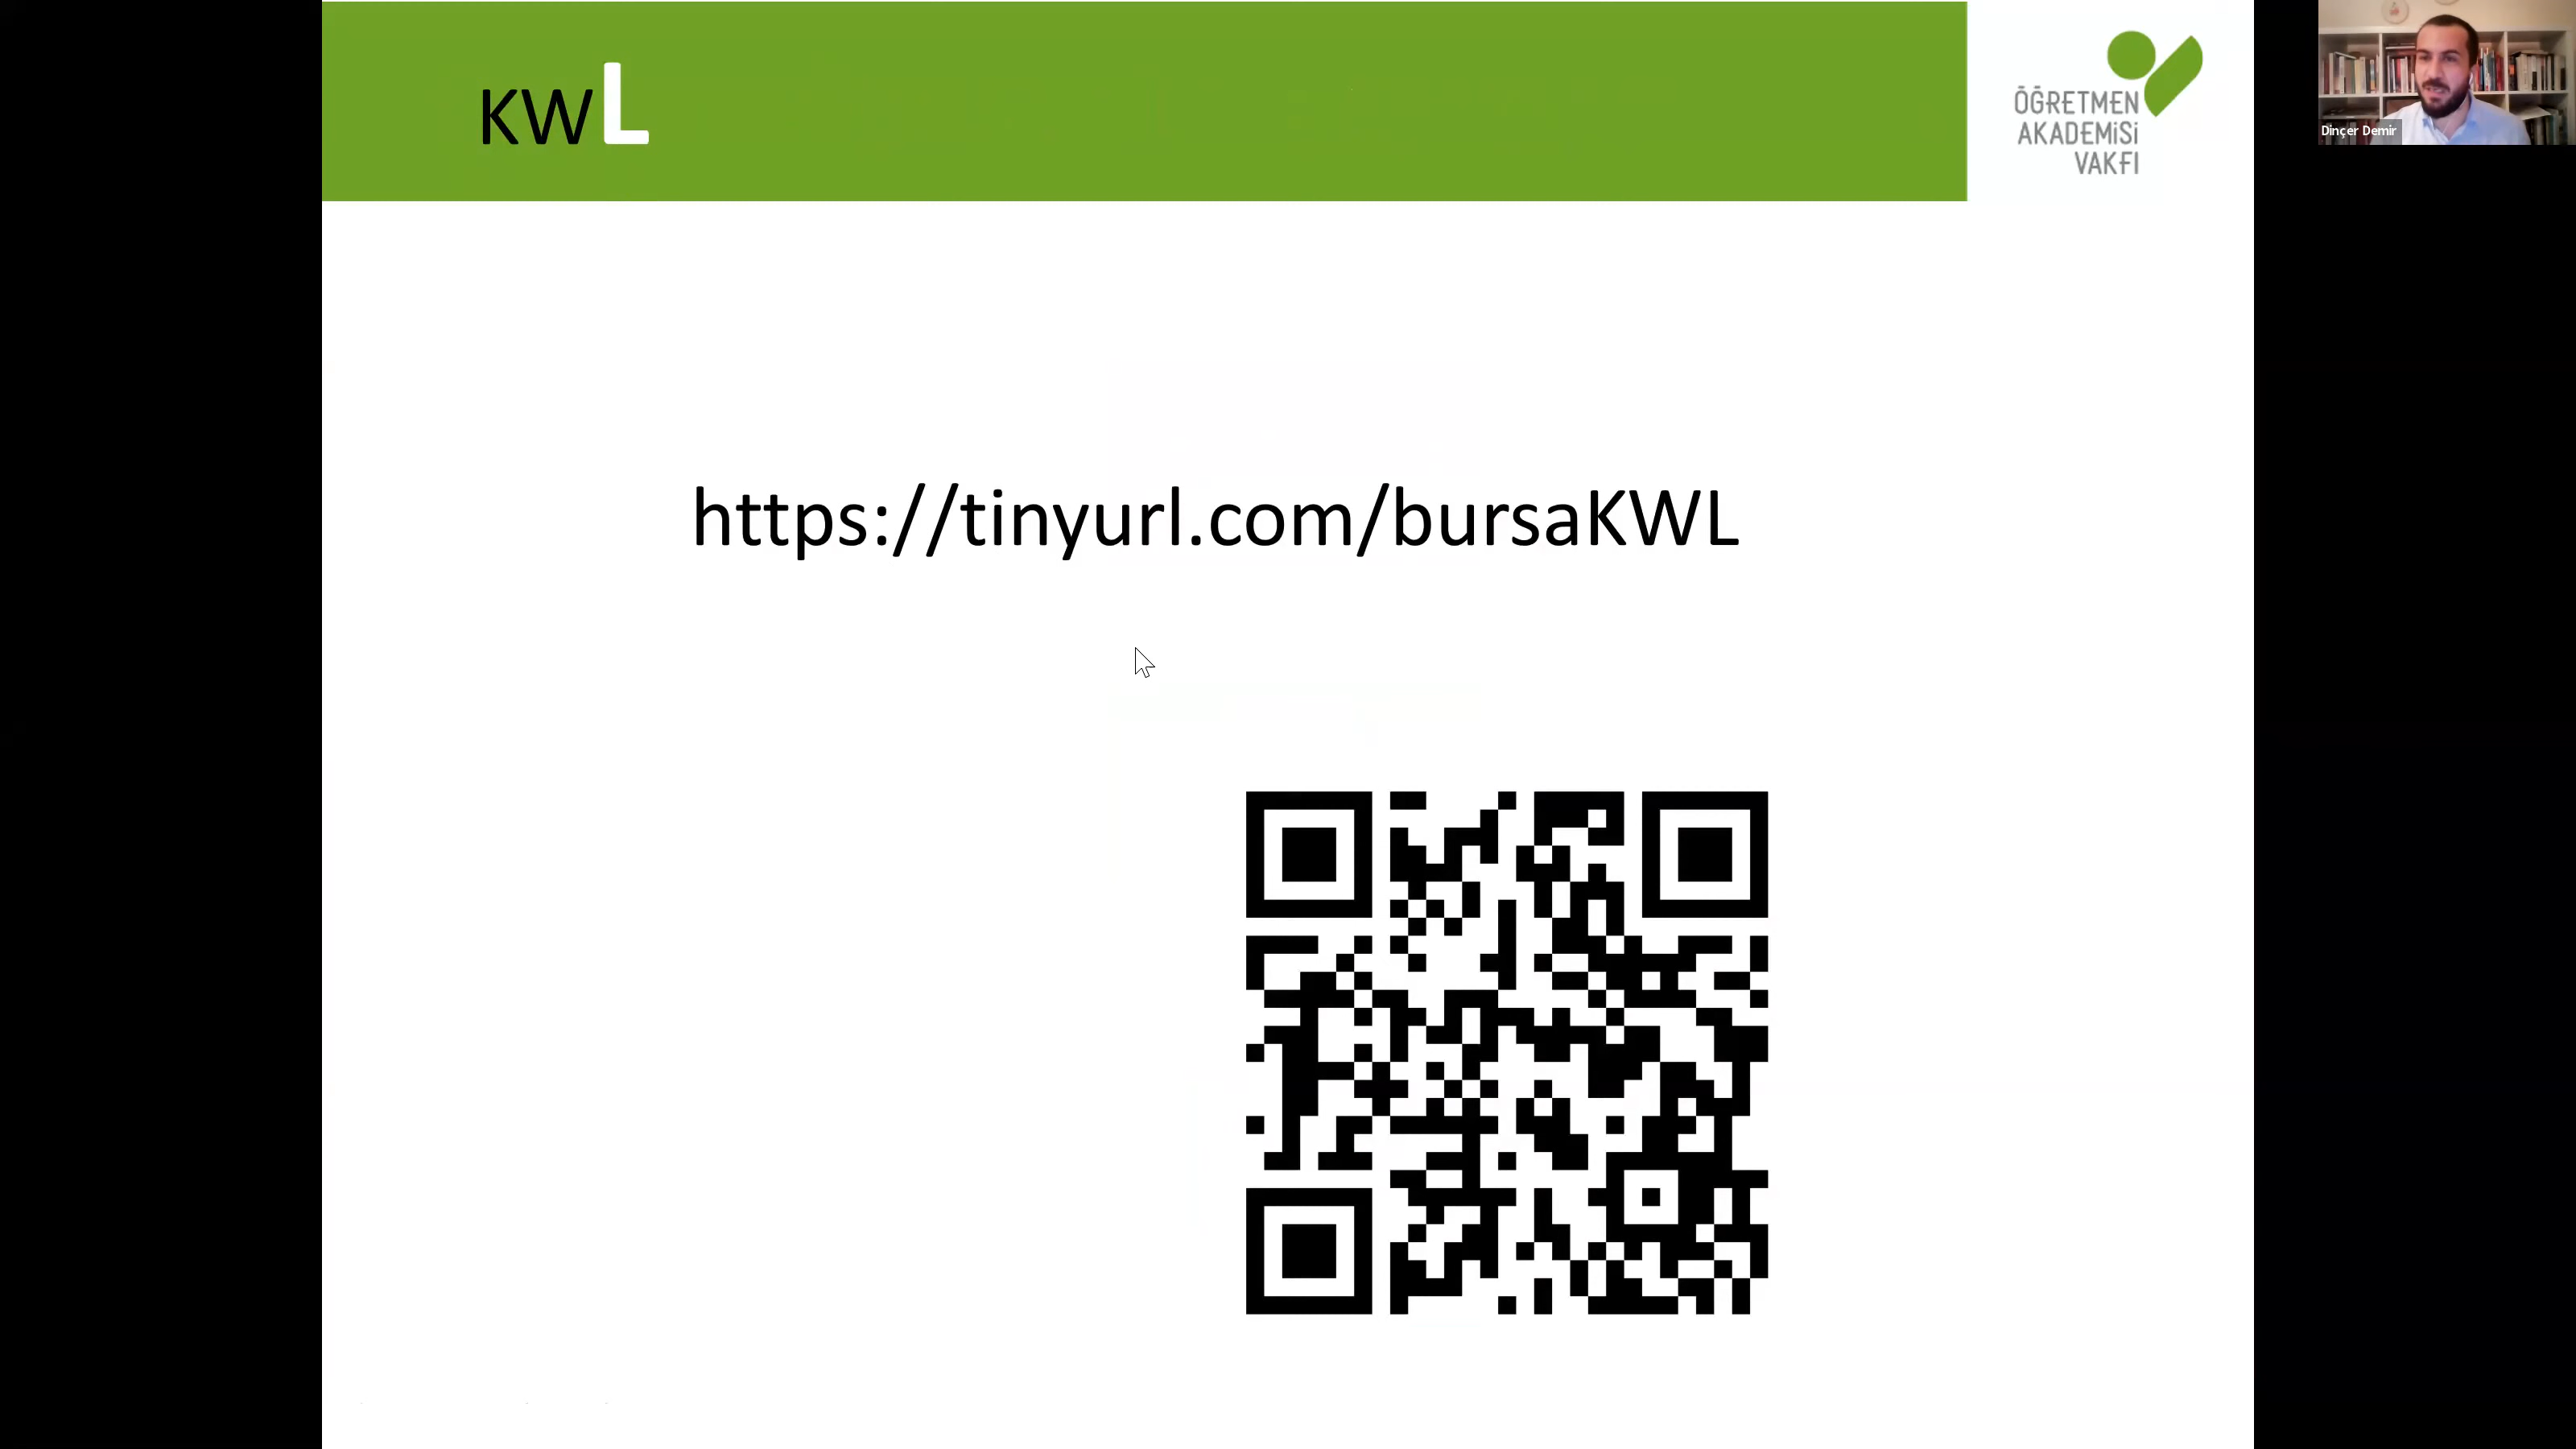 KWL
ÖĞRETMEN
AKADEMİSİ
VAKFI
Dinçer Demir
https://tinyurl.com/bursaKWL